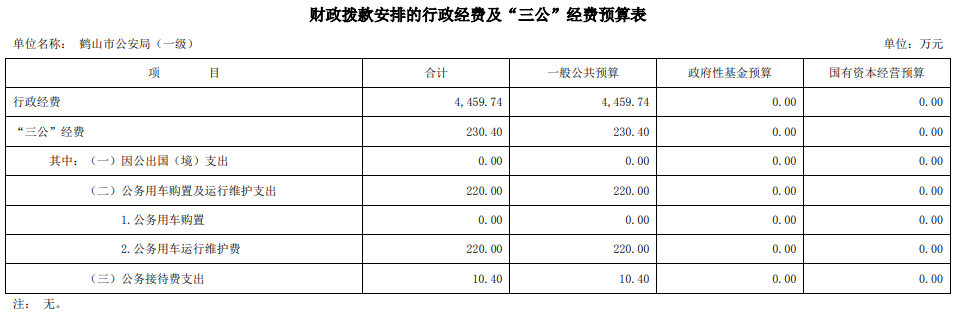 财政拨款安排的行政经费及“三公”经费预算表
单位名称： 鹤山市公安局（一级） 单位：万元
项 目 合计 一般公共预算 政府性基金预算 国有资本经营预算
行政经费 4,459.74 4,459.74 0.00 0.00
“三公”经费 230.40 230.40 0.00 0.00
其中：（一）因公出国（境）支出 0.00 0.00 0.00 0.00
（二）公务用车购置及运行维护支出 220.00 220.00 0.00 0.00
1.公务用车购置 0.00 0.00 0.00 0.00
2.公务用车运行维护费 220.00 220.00 0.00 0.00
（三）公务接待费支出 10.40 10.40 0.00 0.00
注： 无。